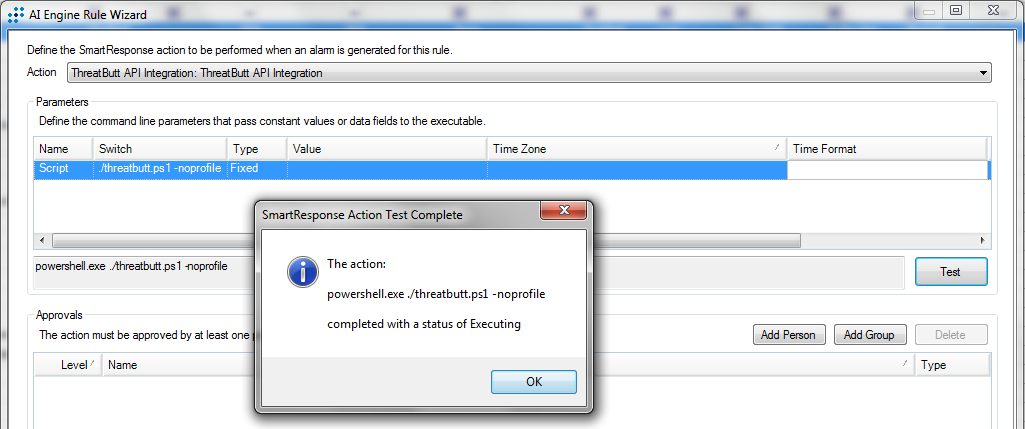 AI Engine Rule Wizard
Define the SmartResponse action to be performed when an alarm is generated for this rule.
Action ThreatButt API Integration: ThreatButt API Integration
Parameters
Define the command line parameters that pass constant values or data fields to the executable.
Name Switch Type Value Time Zone Time Format
Script ./threatbutt.ps1 -noprofile Fixed
SmartResponse Action Test Complete
The action:
powershell.exe ./threatbutt.ps1 -noprofile
completed with a status of Executing
OK
powershell.exe ./threatbutt.ps1 -noprofile
Test
Approvals
The action must be approved by at least one
Add Person Add Group Delete
Level Name Type